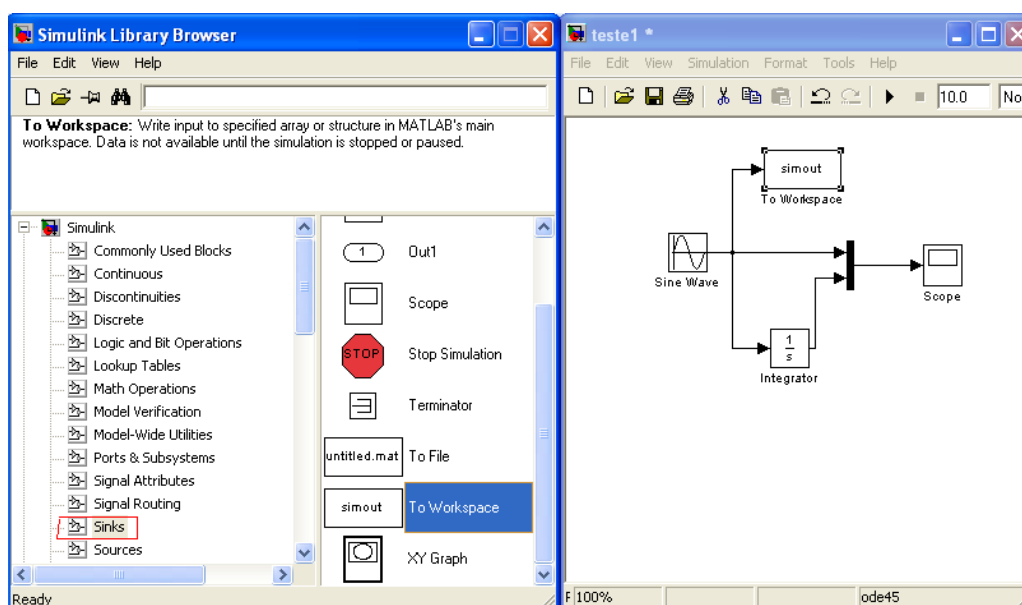 Simulink Library Browser
File Edit View Help
To Workspace: Write input to specified array or structure in MATLAB's main
workspace. Data is not available until the simulation is stopped or paused.
Simulink
Commonly Used Blocks
Continuous
Discontinuities
Discrete
Logic and Bit Operations
Lookup Tables
Math Operations
Model Verification
Model-Wide Utilities
Ports & Subsystems
Signal Attributes
Signal Routing
Sinks
Sources
1 Out1
Scope
STOP Stop Simulation
Terminator
untitled.mat To File
simout To Workspace
XY Graph
Ready
teste1 *
File Edit View Simulation Format Tools Help
10.0 No
simout
To Workspace
Sine Wave
Scope
1
s
Integrator
F 100% ode45